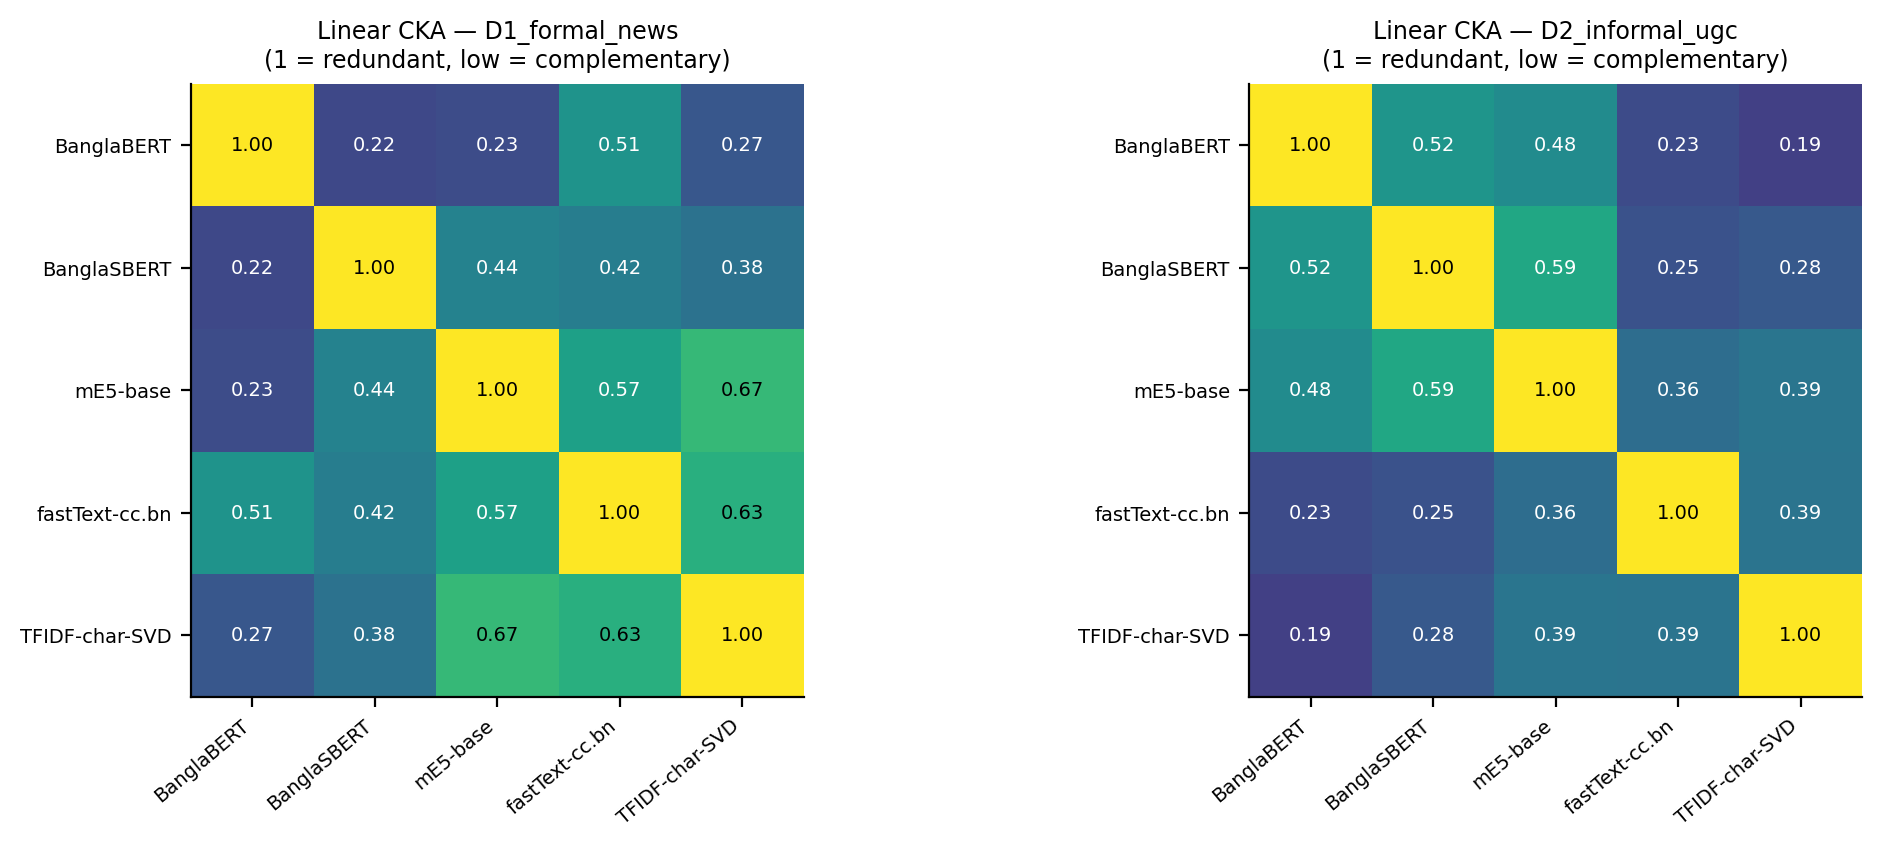 Linear CKA — D1_formal_news
(1 = redundant, low = complementary)
BanglaBERT 1.00 0.22 0.23 0.51 0.27
BanglaSBERT 0.22 1.00 0.44 0.42 0.38
mE5-base 0.23 0.44 1.00 0.57 0.67
fastText-cc.bn 0.51 0.42 0.57 1.00 0.63
TFIDF-char-SVD 0.27 0.38 0.67 0.63 1.00
BanglaBERT BanglaSBERT mE5-base fastText-cc.bn TFIDF-char-SVD
Linear CKA — D2_informal_ugc
(1 = redundant, low = complementary)
BanglaBERT 1.00 0.52 0.48 0.23 0.19
BanglaSBERT 0.52 1.00 0.59 0.25 0.28
mE5-base 0.48 0.59 1.00 0.36 0.39
fastText-cc.bn 0.23 0.25 0.36 1.00 0.39
TFIDF-char-SVD 0.19 0.28 0.39 0.39 1.00
BanglaBERT BanglaSBERT mE5-base fastText-cc.bn TFIDF-char-SVD